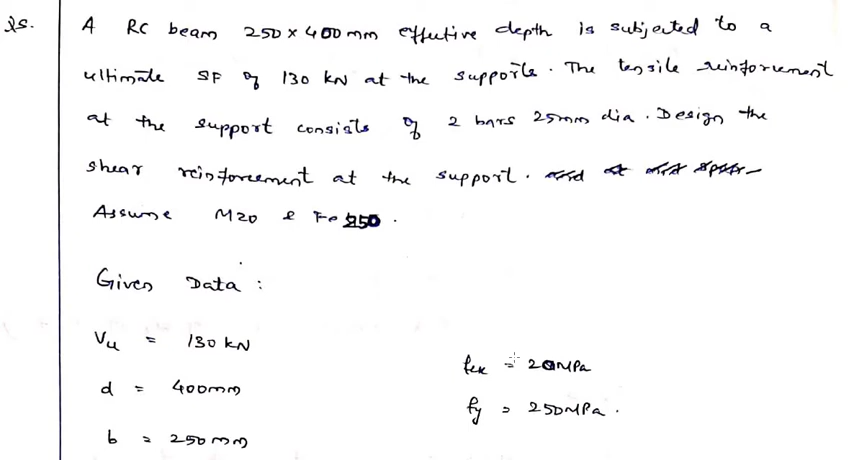 Qs. A RC beam 250 x 400 mm effective depth is subjected to a
ultimate SF of 130 kN at the supports. The tensile reinforcement
at the support consists of 2 bars 25mm dia. Design the
shear reinforcement at the support.
Assume M20 & Fe 250.
Given Data :
Vu = 130 kN
fck = 20MPa
d = 400mm
fy = 250MPa.
b = 250 mm